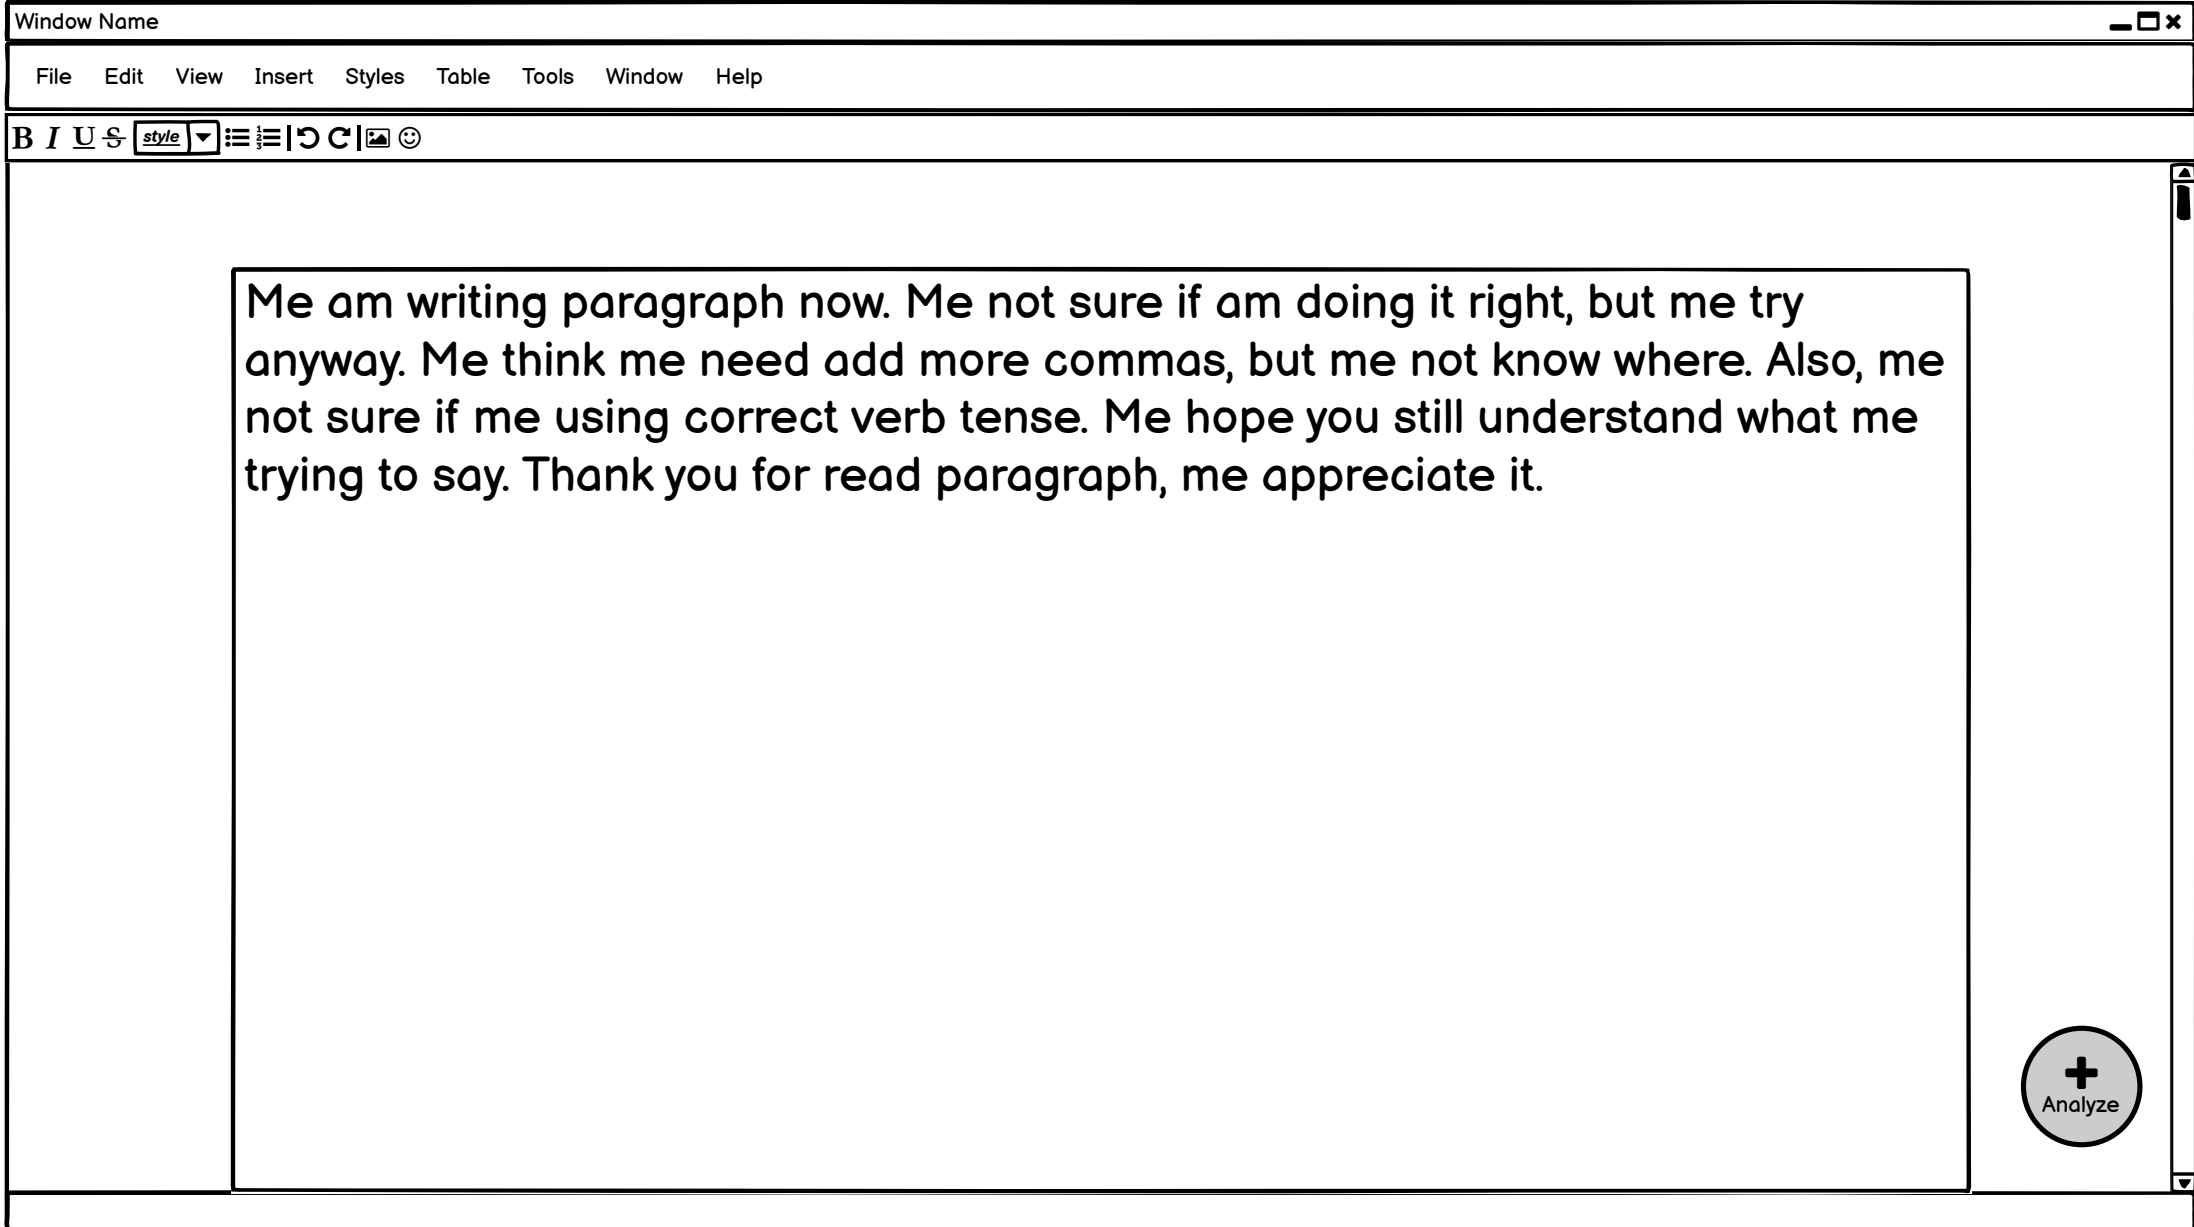 Window Name
File Edit View Insert Styles Table Tools Window Help
B I U S style
Me am writing paragraph now. Me not sure if am doing it right, but me try
anyway. Me think me need add more commas, but me not know where. Also, me
not sure if me using correct verb tense. Me hope you still understand what me
trying to say. Thank you for read paragraph, me appreciate it.
Analyze